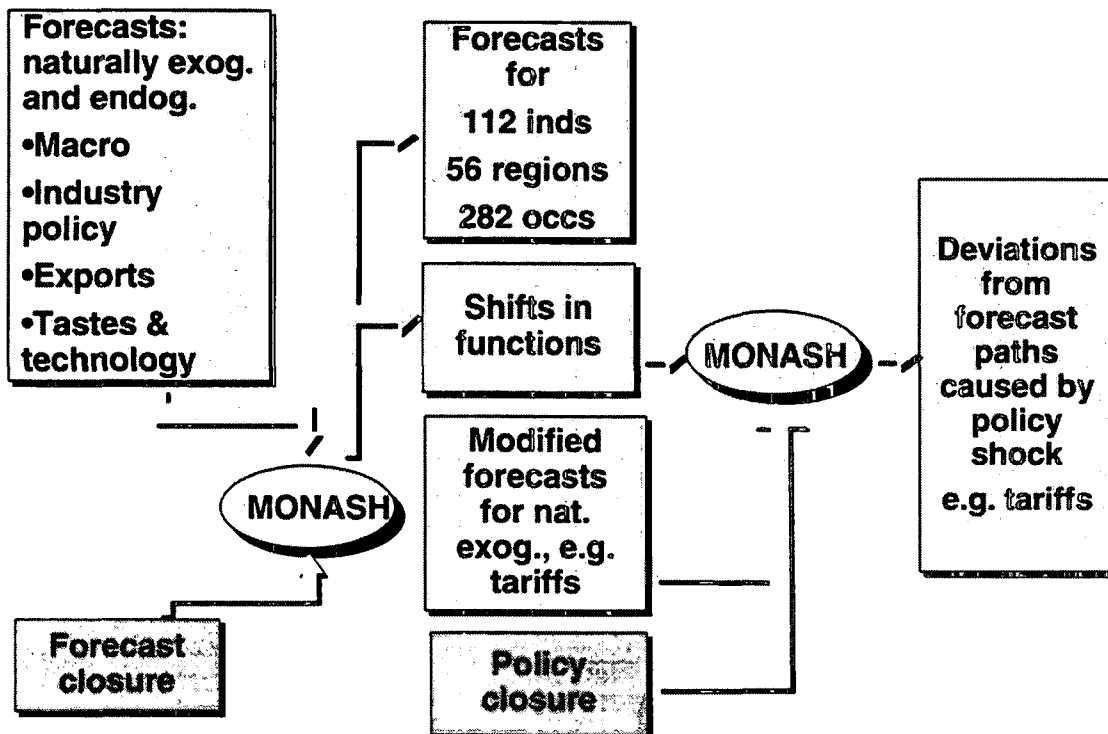 Forecasts:
naturally exog.
and endog.
•Macro
•Industry
policy
•Exports
•Tastes &
technology
MONASH
Forecast
closure
Forecasts
for
112 inds
56 regions
282 occs
Shifts in
functions
Modified
forecasts
for nat.
exog., e.g.
tariffs
Policy
closure
MONASH
Deviations
from
forecast
paths
caused by
policy
shock
e.g. tariffs